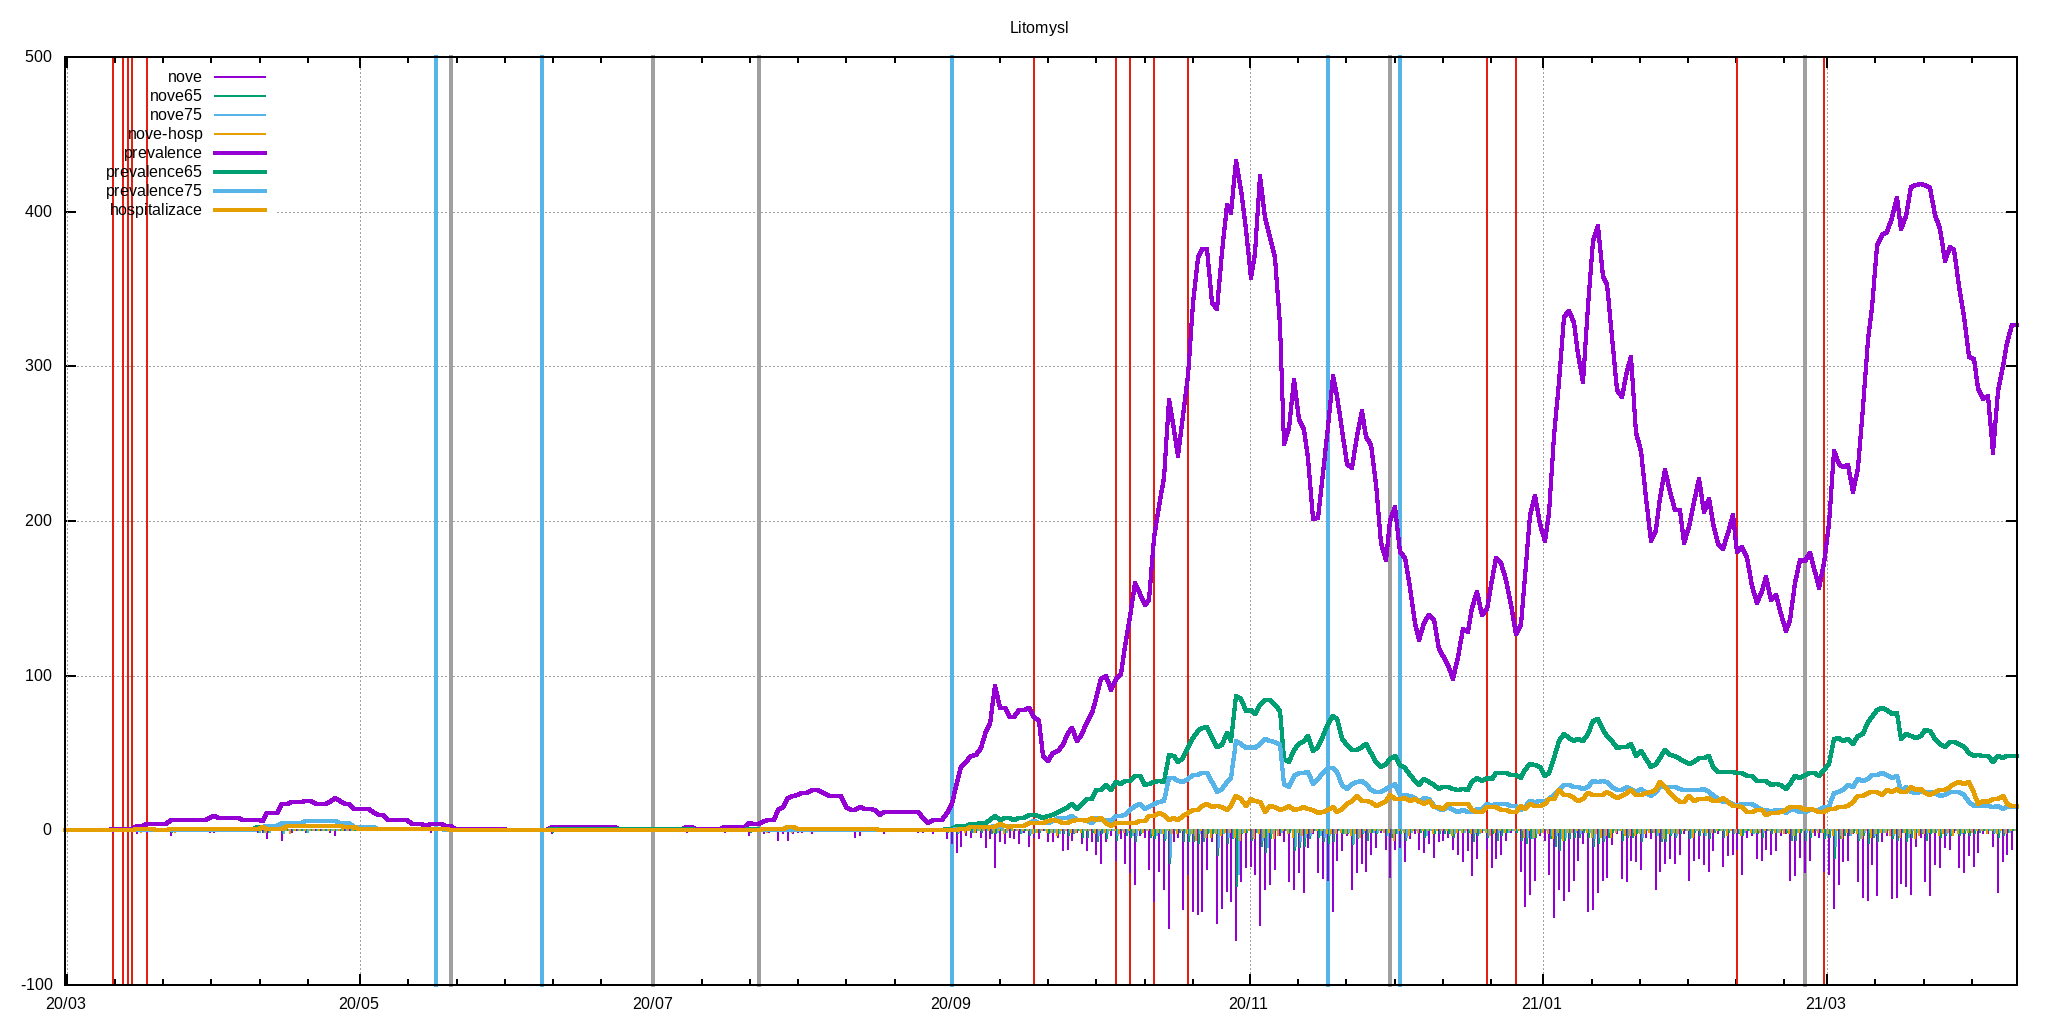 Litomysl
500
nove
nove65
nove75
nove-hosp
prevalence
prevalence65
prevalence75
hospitalizace
400
300
200
100
0
-100
20/03 20/05 20/07 20/09 20/11 21/01 21/03